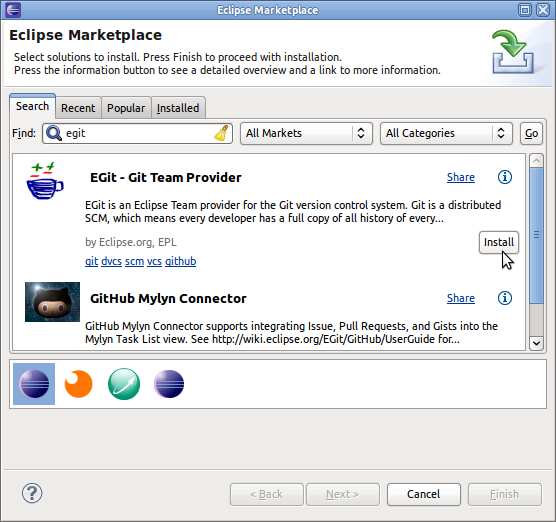 Eclipse Marketplace
Eclipse Marketplace
Select solutions to install. Press Finish to proceed with installation.
Press the information button to see a detailed overview and a link to more information.
Search Recent Popular Installed
Find: egit All Markets All Categories Go
EGit - Git Team Provider Share
EGit is an Eclipse Team provider for the Git version control system. Git is a distributed
SCM, which means every developer has a full copy of all history of every...
by Eclipse.org, EPL Install
git dvcs scm vcs github
GitHub Mylyn Connector Share
GitHub Mylyn Connector supports integrating Issue, Pull Requests, and Gists into the
Mylyn Task List view. See http://wiki.eclipse.org/EGit/GitHub/UserGuide for...
< Back Next > Cancel Finish